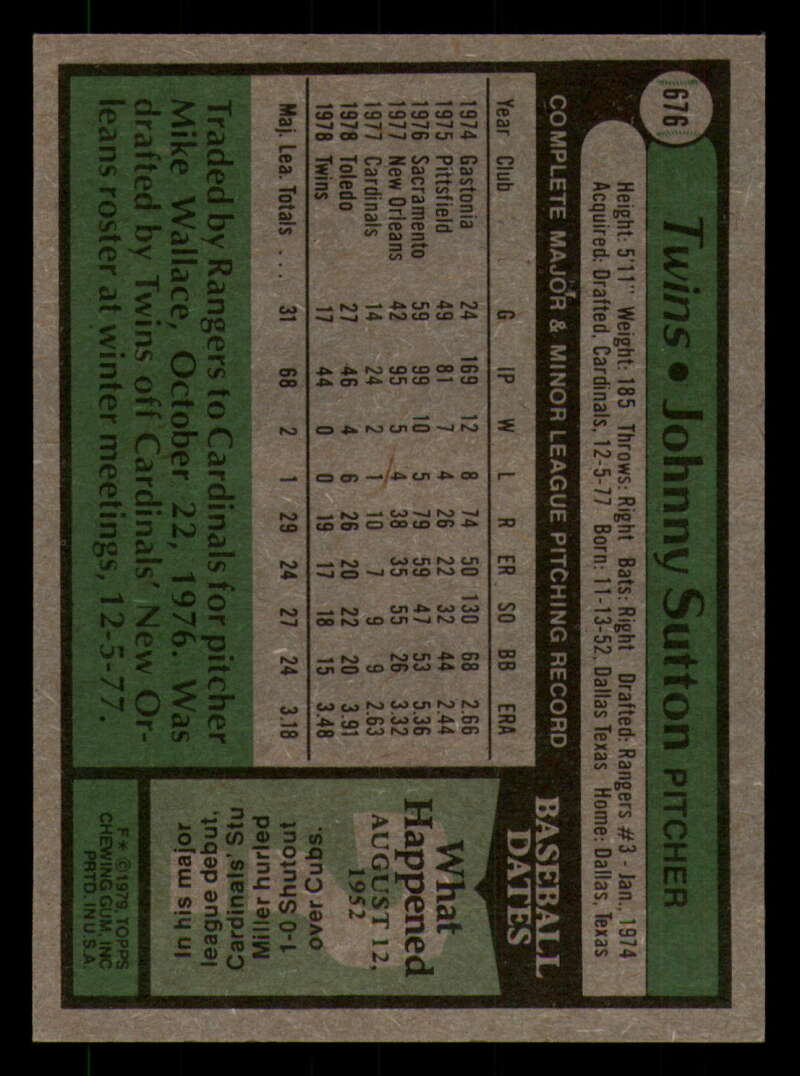 676
Twins • Johnny Sutton PITCHER
Height: 5'11" Weight: 185 Throws: Right Bats: Right Drafted: Rangers #3 - Jan., 1974
Acquired: Drafted, Cardinals, 12-5-77 Born: 11-13-52, Dallas Texas Home: Dallas, Texas
COMPLETE MAJOR & MINOR LEAGUE PITCHING RECORD
Year Club G IP W L R ER SO BB ERA
1974 Gastonia 24 169 12 8 74 50 130 68 2.66
1975 Pittsfield 49 81 7 4 26 22 32 44 2.44
1976 Sacramento 59 99 10 5 79 59 47 53 5.36
1977 New Orleans 42 95 5 4 38 35 55 26 3.32
1977 Cardinals 14 24 2 1 10 7 9 9 2.63
1978 Toledo 27 46 4 6 26 20 22 20 3.91
1978 Twins 17 44 0 0 19 17 18 15 3.48
Maj. Lea. Totals ... 31 68 2 1 29 24 27 24 3.18
Traded by Rangers to Cardinals for pitcher
Mike Wallace, October 22, 1976. Was
drafted by Twins off Cardinals' New Or-
leans roster at winter meetings, 12-5-77.
BASEBALL
DATES
What
Happened
AUGUST 12,
1952
In his major
league debut,
Cardinals' Stu
Miller hurled
1-0 Shutout
over Cubs.
F* © 1979, TOPPS
CHEWING GUM, INC
PRTD. IN U.S.A.